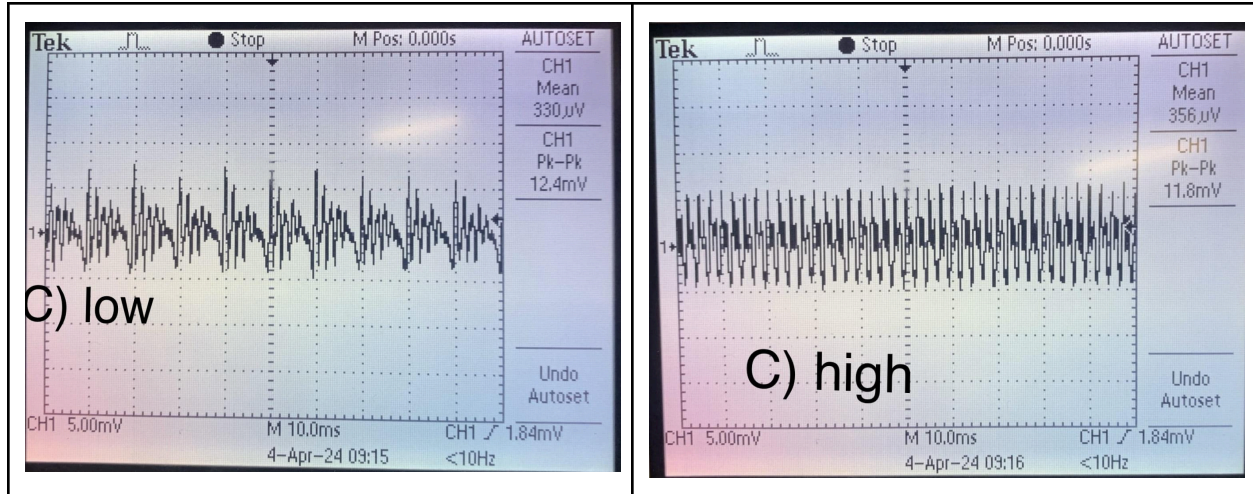 Tek Stop M Pos: 0.000s AUTOSET
CH1
Mean
330µV
CH1
Pk-Pk
12.4mV
1
C) low
Undo
Autoset
CH1 5.00mV M 10.0ms CH1 1.84mV
4-Apr-24 09:15 <10Hz
Tek Stop M Pos: 0.000s AUTOSET
CH1
Mean
356µV
CH1
Pk-Pk
11.8mV
1
C) high
Undo
Autoset
CH1 5.00mV M 10.0ms CH1 1.84mV
4-Apr-24 09:16 <10Hz